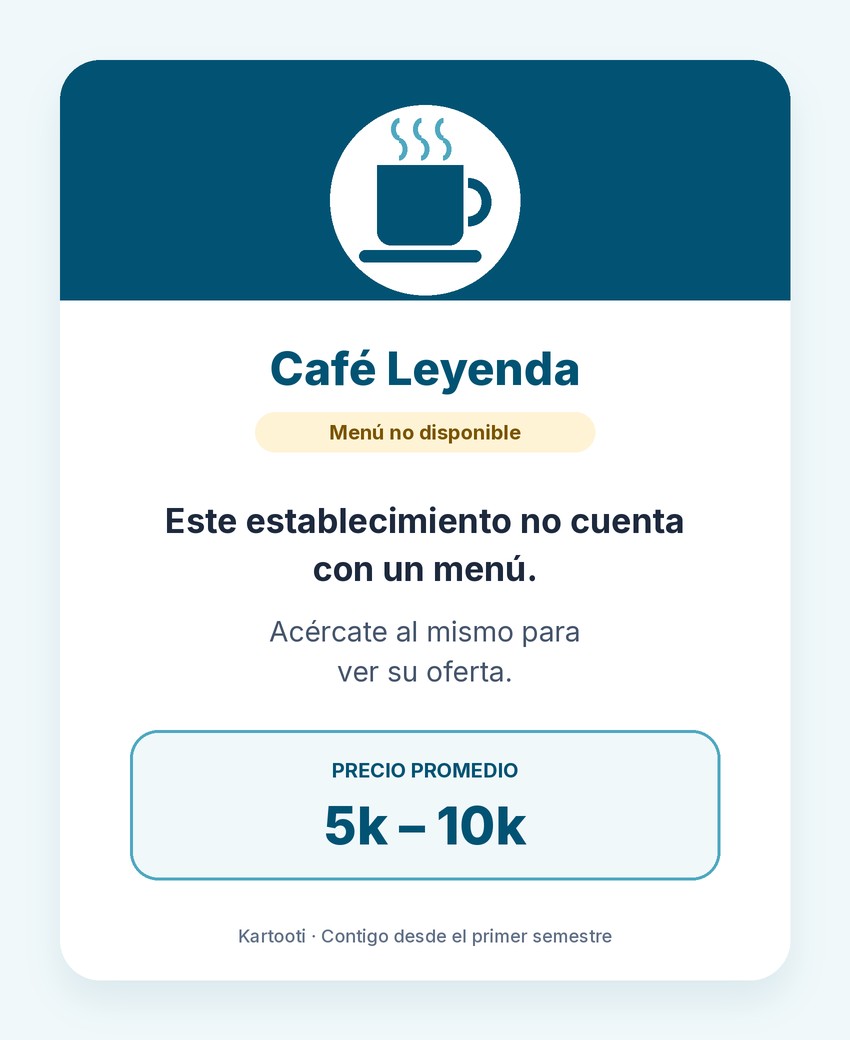 Café Leyenda
Menú no disponible
Este establecimiento no cuenta
con un menú.
Acércate al mismo para
ver su oferta.
PRECIO PROMEDIO
5k – 10k
Kartooti · Contigo desde el primer semestre